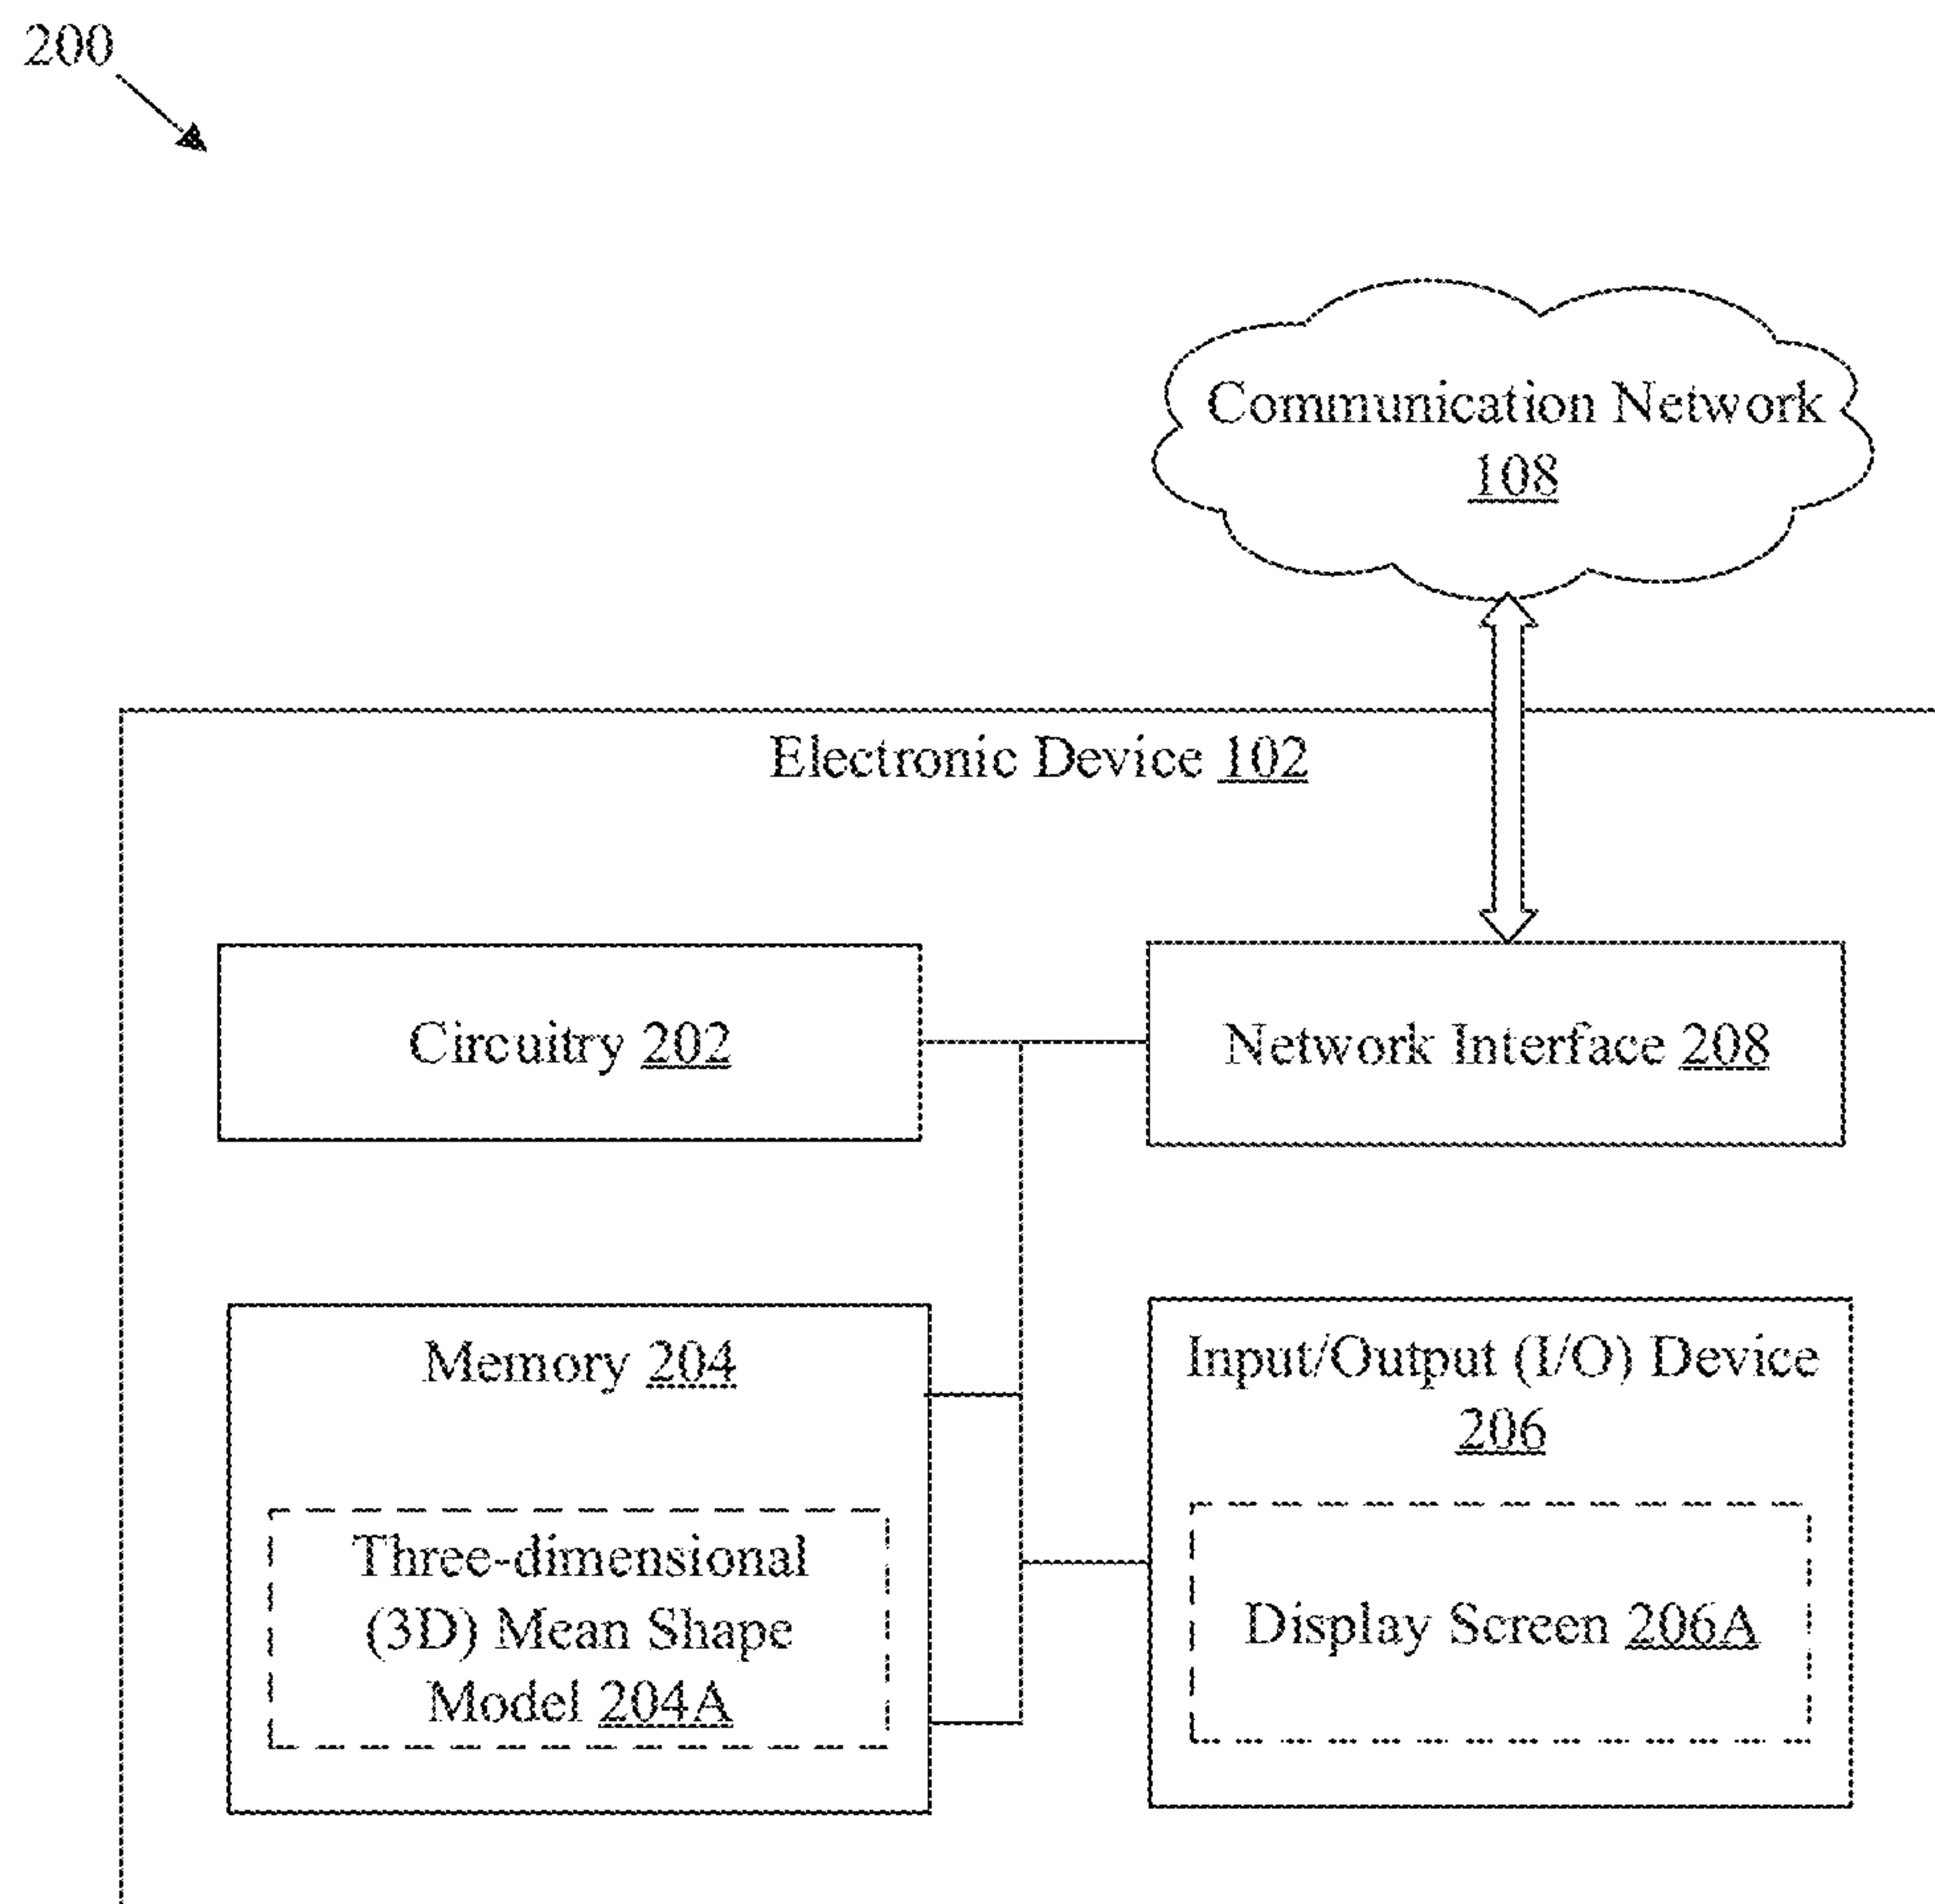 200
Communication Network
108
Electronic Device 102
Circuitry 202
Network Interface 208
Memory 204
Three-dimensional
(3D) Mean Shape
Model 204A
Input/Output (I/O) Device
206
Display Screen 206A